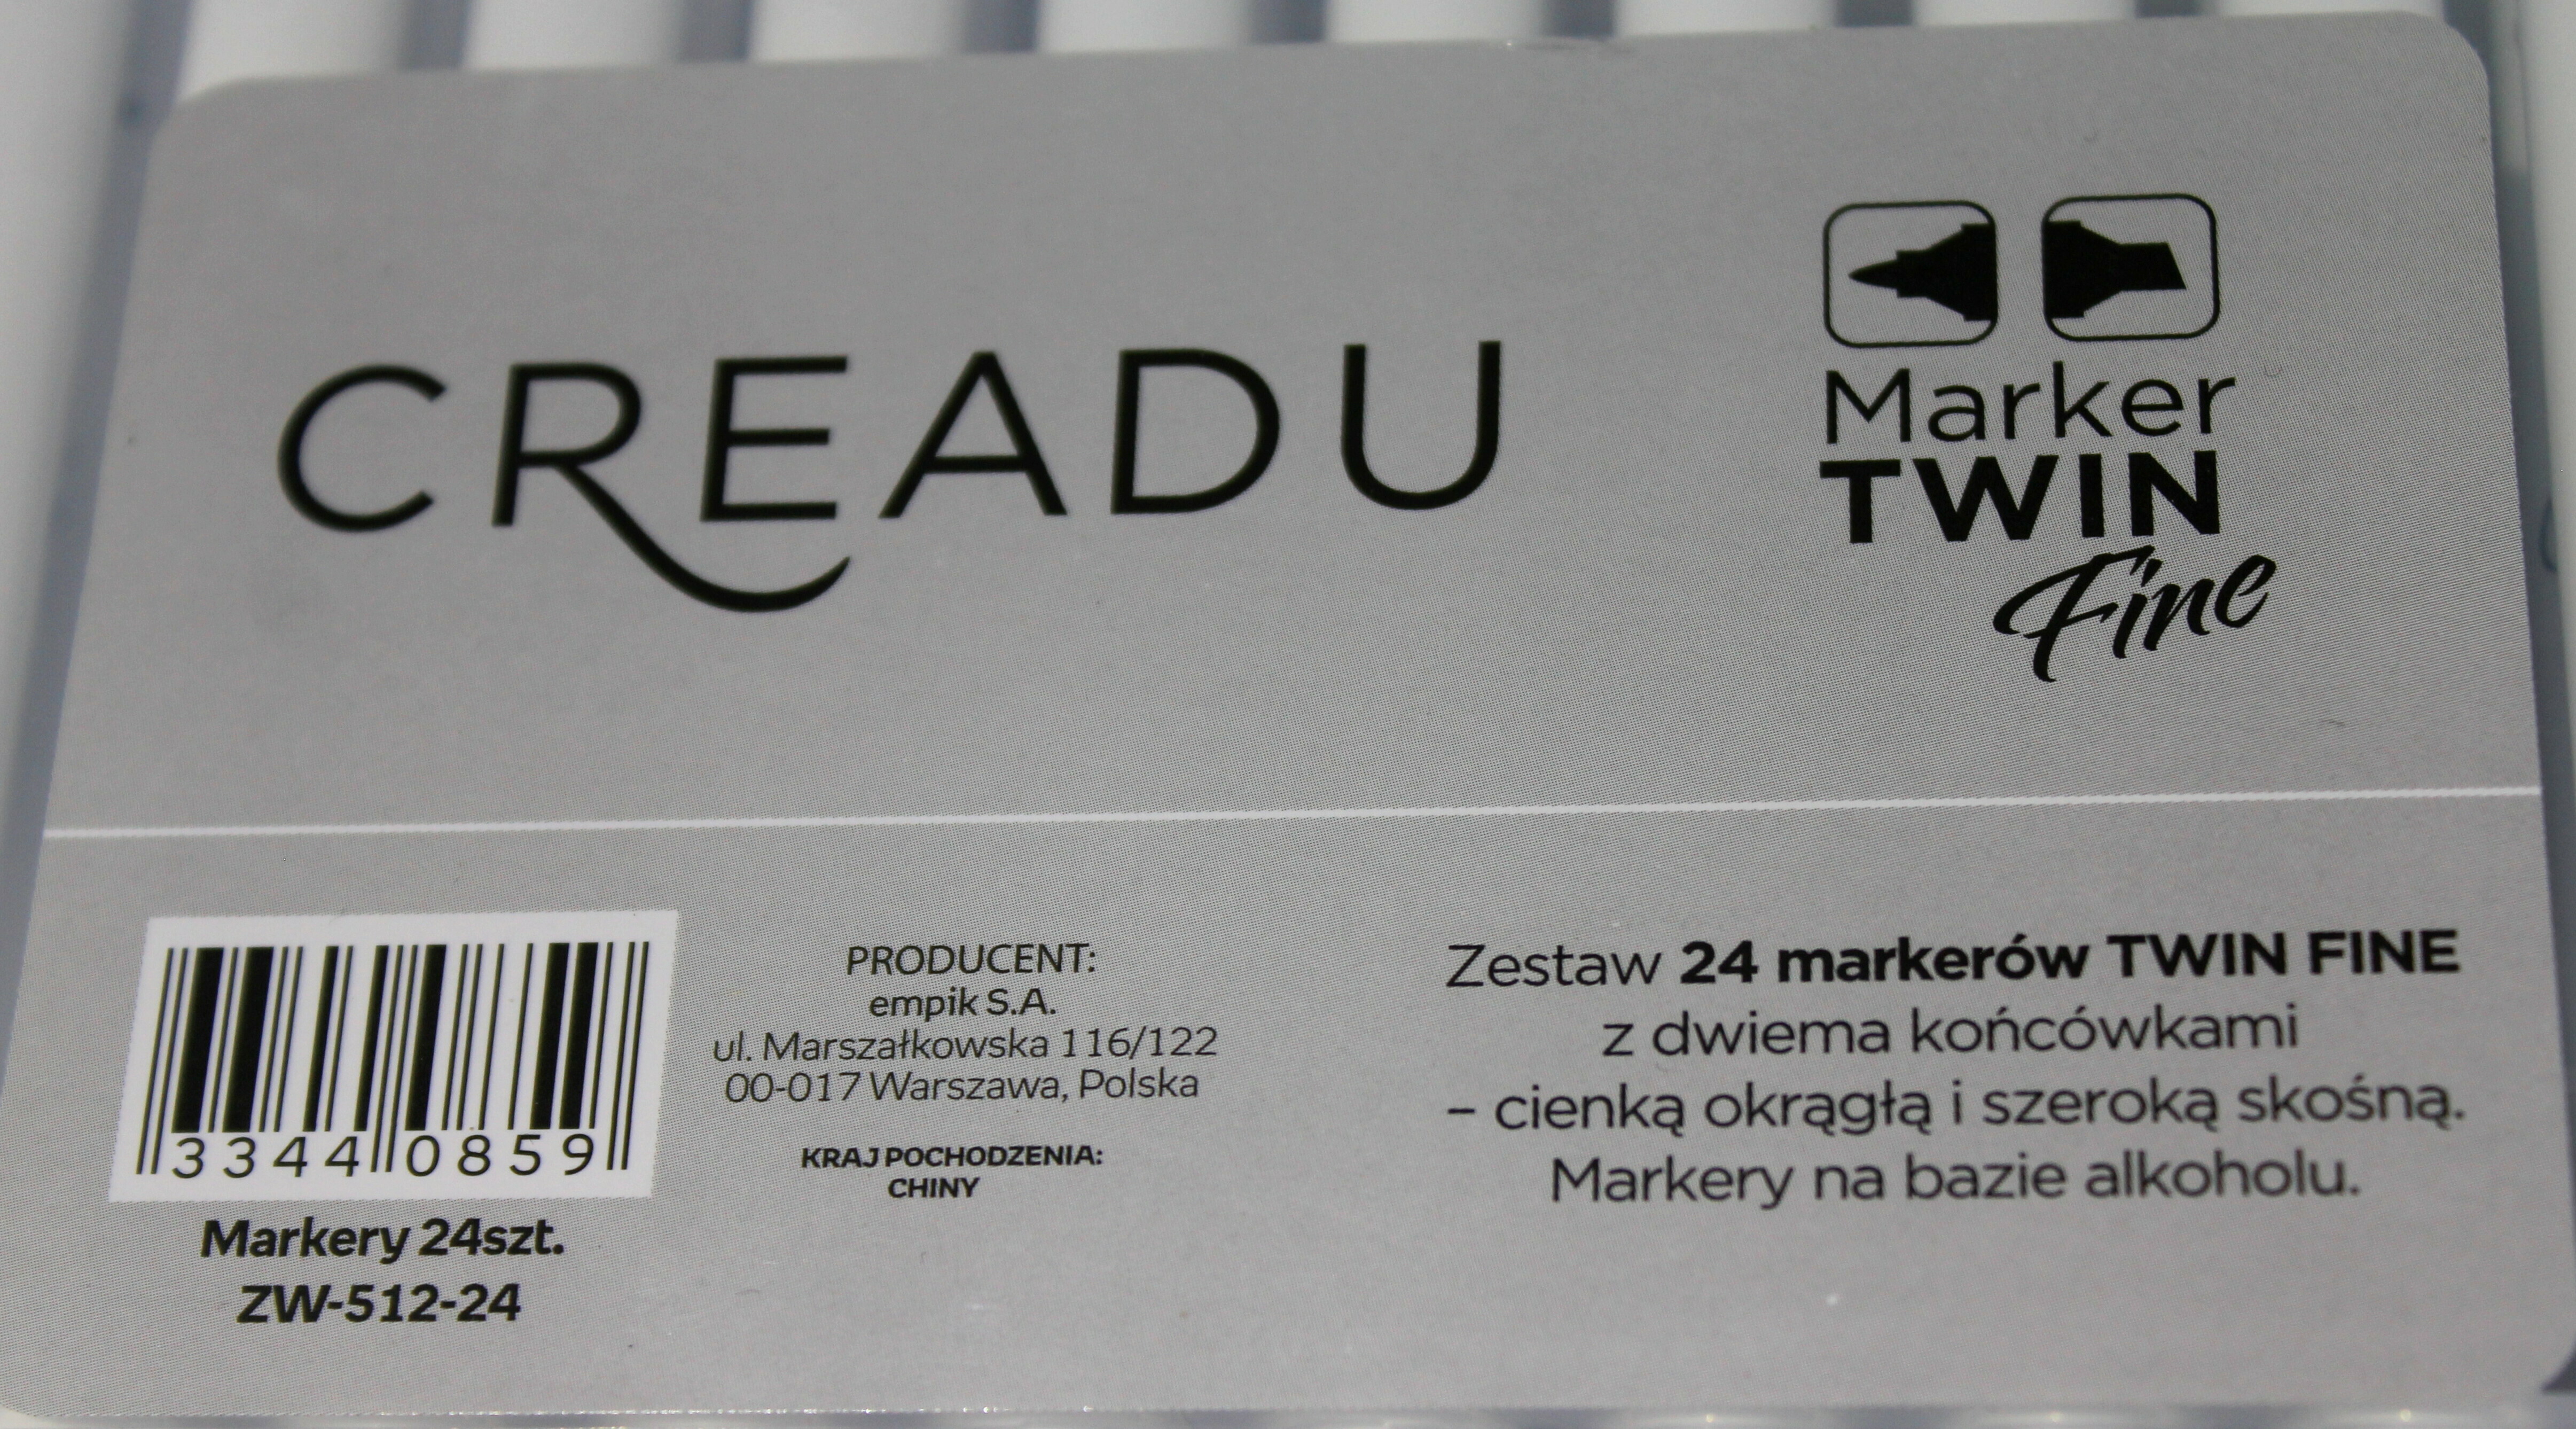 CREADU
Marker
TWIN
Fine
3344 0859
Markery 24szt.
ZW-512-24
PRODUCENT:
empik S.A.
ul. Marszałkowska 116/122
00-017 Warszawa, Polska
KRAJ POCHODZENIA:
CHINY
Zestaw 24 markerów TWIN FINE
z dwiema końcówkami
– cienką okrągłą i szeroką skośną.
Markery na bazie alkoholu.